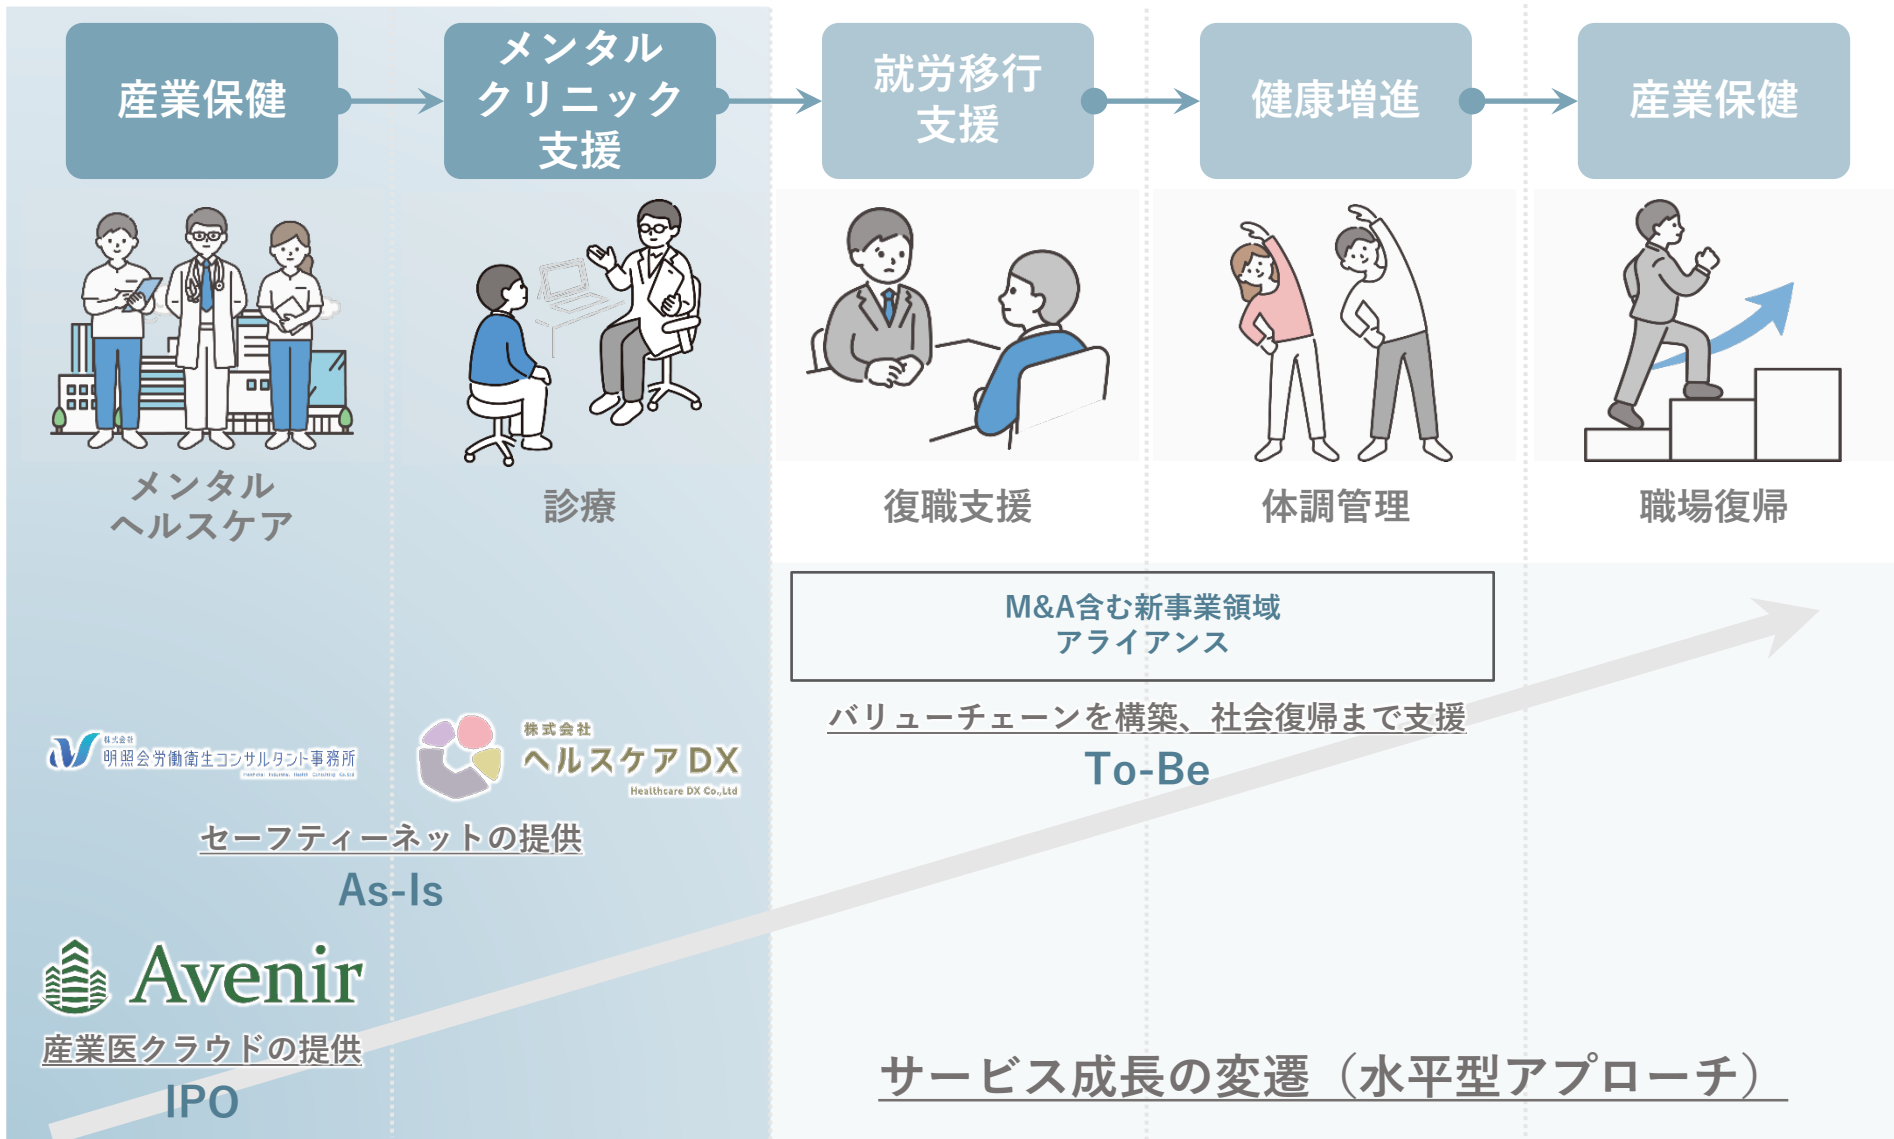 産業保健
メンタル
クリニック
支援
就労移行
支援
健康増進
産業保健
メンタル
ヘルスケア
診療
復職支援
体調管理
職場復帰
M&A含む新事業領域
アライアンス
バリューチェーンを構築、社会復帰まで支援
To-Be
株式会社
明照会労働衛生コンサルタント事務所
株式会社
ヘルスケアDX
Healthcare DX Co.,Ltd
セーフティーネットの提供
As-Is
Avenir
産業医クラウドの提供
IPO
サービス成長の変遷（水平型アプローチ）